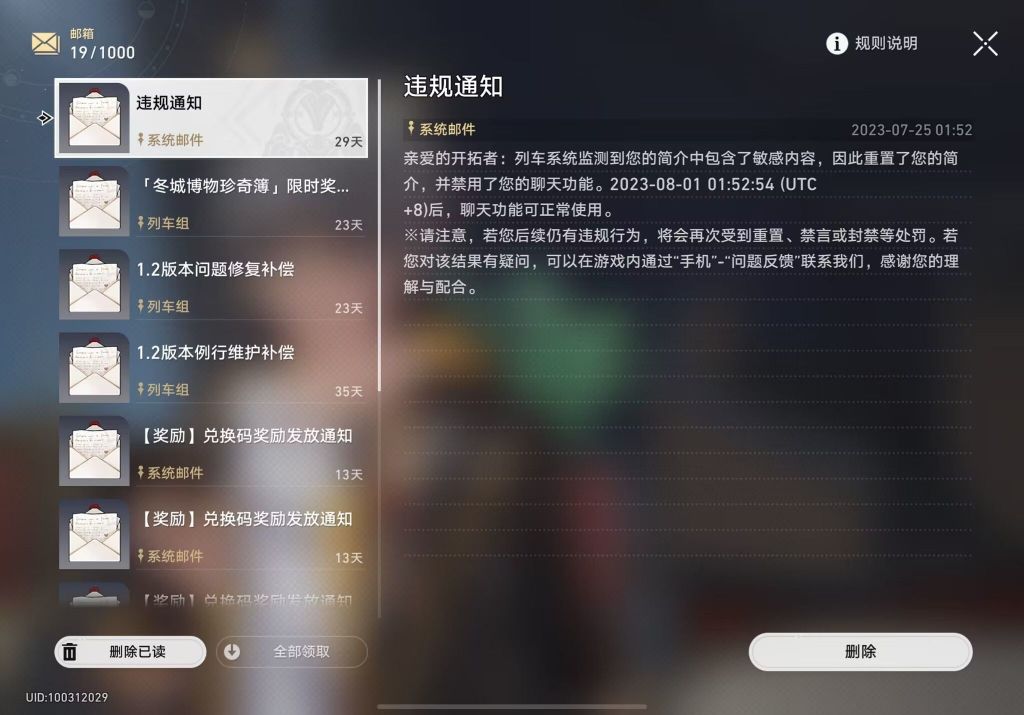 邮箱
19/1000
规则说明
违规通知
系统邮件
29天
「冬城博物珍奇簿」限时奖...
列车组
23天
1.2版本问题修复补偿
列车组
23天
1.2版本例行维护补偿
列车组
35天
【奖励】兑换码奖励发放通知
系统邮件
13天
【奖励】兑换码奖励发放通知
系统邮件
13天
【奖励】兑换码奖励发放通知
删除已读
全部领取
违规通知
系统邮件
2023-07-25 01:52
亲爱的开拓者：列车系统监测到您的简介中包含了敏感内容，因此重置了您的简
介，并禁用了您的聊天功能。2023-08-01 01:52:54 (UTC
+8)后，聊天功能可正常使用。
※请注意，若您后续仍有违规行为，将会再次受到重置、禁言或封禁等处罚。若
您对该结果有疑问，可以在游戏内通过“手机”-“问题反馈”联系我们，感谢您的理
解与配合。
删除
UID:100312029